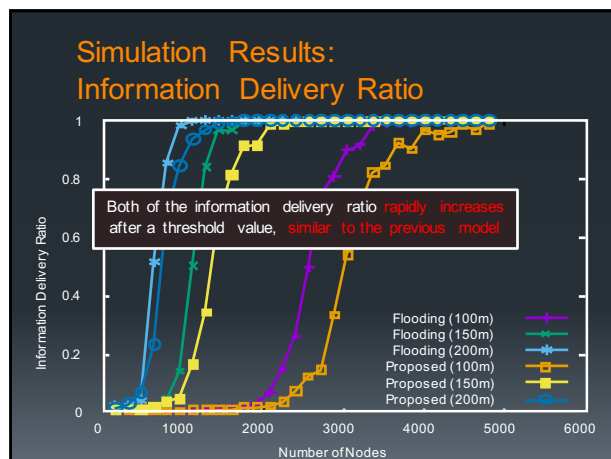 Simulation Results:
Information Delivery Ratio
1
0.8
0.6
0.4
0.2
0
Information Delivery Ratio
Both of the information delivery ratio rapidly increases
after a threshold value, similar to the previous model
Flooding (100m)
Flooding (150m)
Flooding (200m)
Proposed (100m)
Proposed (150m)
Proposed (200m)
0 1000 2000 3000 4000 5000 6000
Number of Nodes